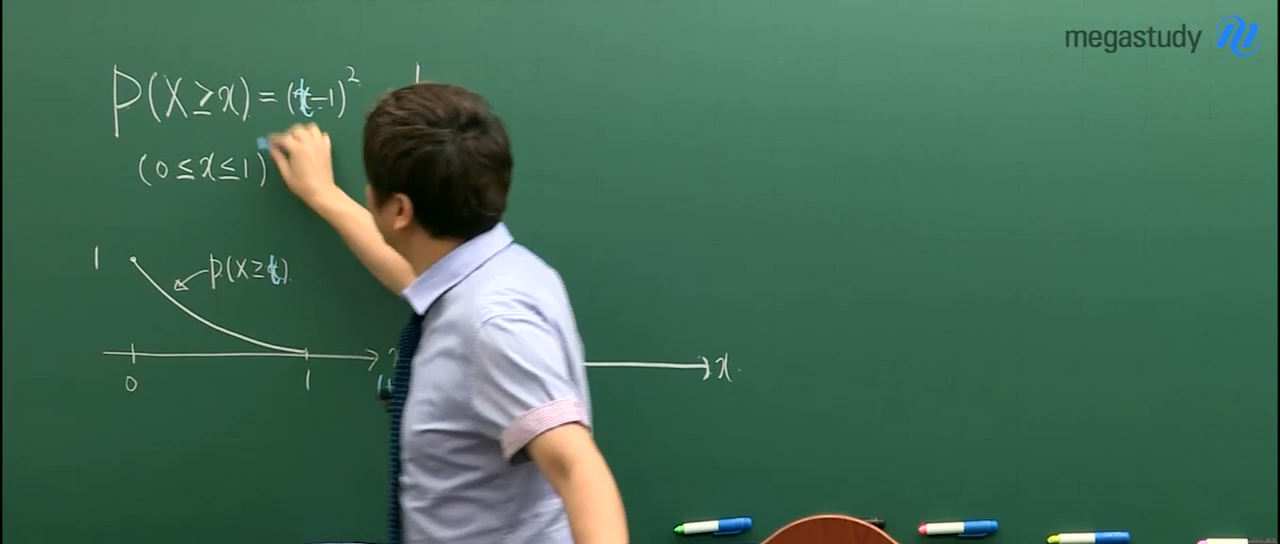 megastudy
P(X≥x)=(t-1)²
(0≤x≤1)
1
P(X≥t)
x
0
1